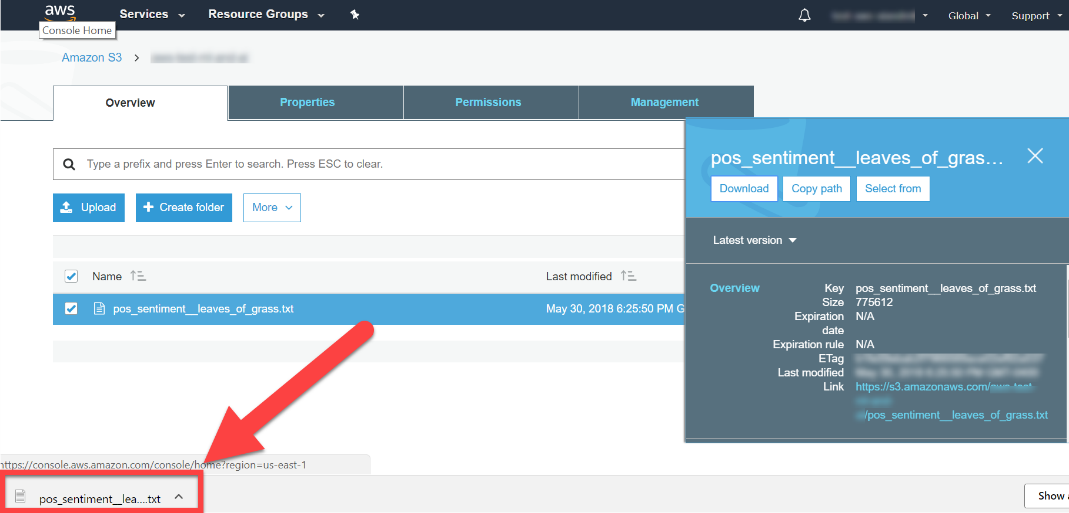 aws
Services
Resource Groups
Global
Support
Console Home
Amazon S3
Overview
Properties
Permissions
Management
Type a prefix and press Enter to search. Press ESC to clear.
Upload
Create folder
More
Name
Last modified
pos_sentiment__leaves_of_grass.txt
May 30, 2018 6:25:50 PM G
pos_sentiment__leaves_of_gras…
Download
Copy path
Select from
Latest version
Overview
Key pos_sentiment__leaves_of_grass.txt
Size 775612
Expiration N/A
date
Expiration rule N/A
ETag
Last modified
Link https://s3.amazonaws.com/
/pos_sentiment__leaves_of_grass.txt
https://console.aws.amazon.com/console/home?region=us-east-1
pos_sentiment__lea....txt
Show a